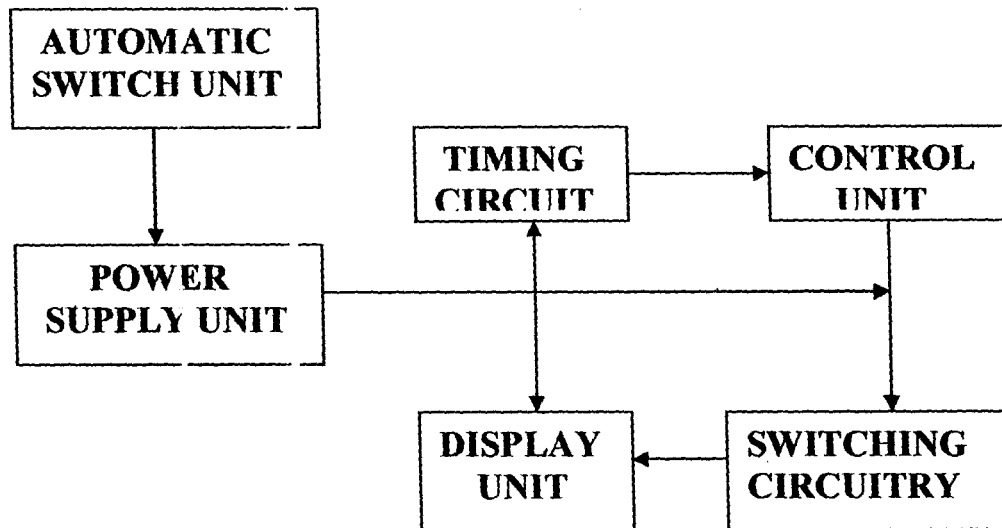 AUTOMATIC
SWITCH UNIT
TIMING
CIRCUIT
CONTROL
UNIT
POWER
SUPPLY UNIT
DISPLAY
UNIT
SWITCHING
CIRCUITRY